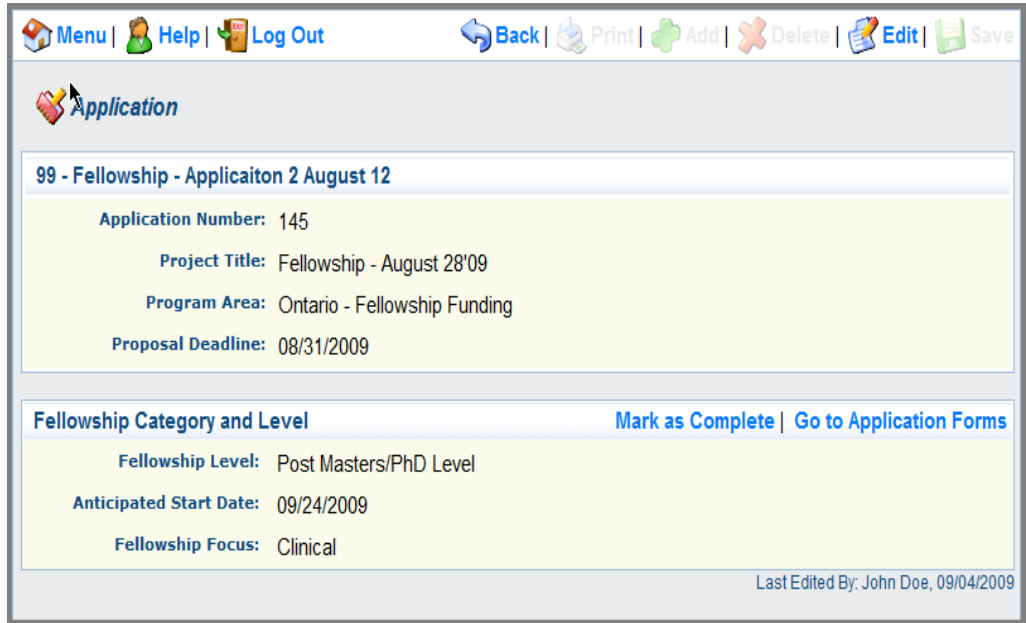 Menu | Help | Log Out Back | Print | Add | Delete | Edit | Save
Application
99 - Fellowship - Applicaiton 2 August 12
Application Number: 145
Project Title: Fellowship - August 28'09
Program Area: Ontario - Fellowship Funding
Proposal Deadline: 08/31/2009
Fellowship Category and Level Mark as Complete | Go to Application Forms
Fellowship Level: Post Masters/PhD Level
Anticipated Start Date: 09/24/2009
Fellowship Focus: Clinical
Last Edited By: John Doe, 09/04/2009